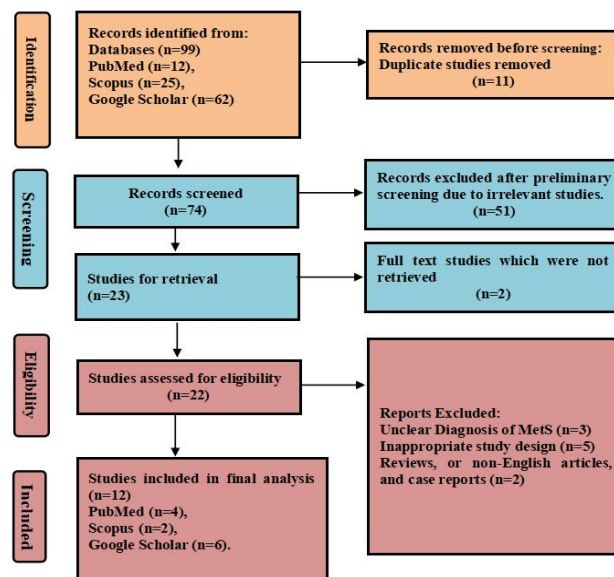 Identification
Records identified from:
Databases (n=99)
PubMed (n=12),
Scopus (n=25),
Google Scholar (n=62)
Records removed before screening:
Duplicate studies removed
(n=11)
Screening
Records screened
(n=74)
Records excluded after preliminary
screening due to irrelevant studies.
(n=51)
Studies for retrieval
(n=23)
Full text studies which were not
retrieved
(n=2)
Eligibility
Studies assessed for eligibility
(n=22)
Reports Excluded:
Unclear Diagnosis of MetS (n=3)
Inappropriate study design (n=5)
Reviews, or non-English articles,
and case reports (n=2)
Included
Studies included in final analysis
(n=12)
PubMed (n=4),
Scopus (n=2),
Google Scholar (n=6).